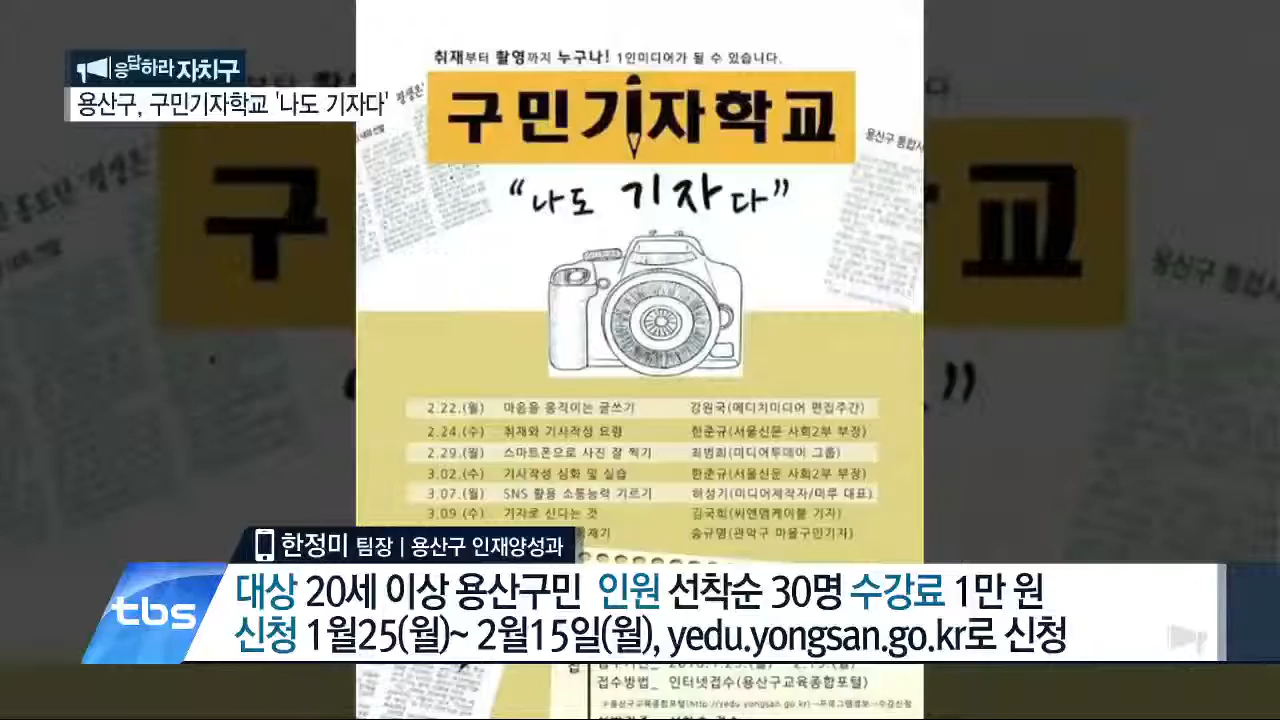 응답하라 자치구
용산구, 구민기자학교 '나도 기자다'
취재부터 촬영까지 누구나! 1인미디어가 될 수 있습니다.
구민기자학교
“나도 기자다”
용산구 통합사
2.22.(월) 마음을 움직이는 글쓰기 강원국(메디치미디어 편집주간)
2.24.(수) 취재와 기사작성 요령 한준규(서울신문 사회2부 부장)
2.29.(월) 스마트폰으로 사진 잘 찍기 최범희(미디어투데이 그룹)
3.02.(수) 기사작성 심화 및 실습 한준규(서울신문 사회2부 부장)
3.07.(월) SNS 활용 소통능력 기르기 하성기(미디어제작자/미루 대표)
3.09.(수) 기자로 산다는 것 김국희(씨앤엠케이블 기자)
송규명(관악구 마을구민기자)
한정미 팀장 | 용산구 인재양성과
tbs
대상 20세 이상 용산구민 인원 선착순 30명 수강료 1만 원
신청 1월25(월)~ 2월15일(월), yedu.yongsan.go.kr로 신청
접수방법_ 인터넷접수(용산구교육종합포털)